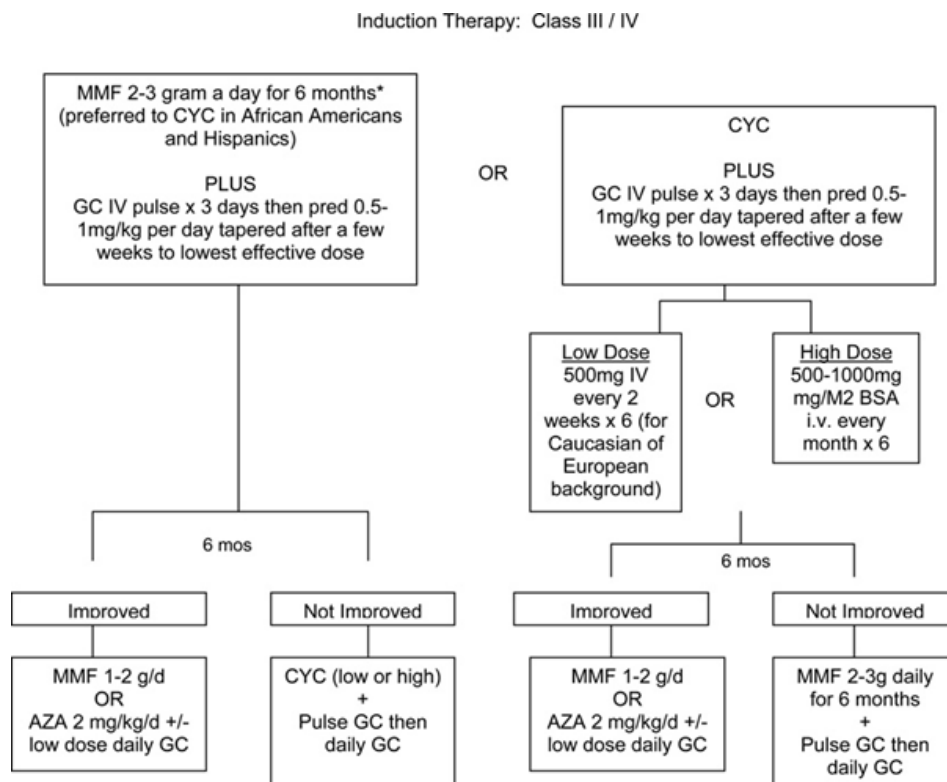 Induction Therapy: Class III / IV
MMF 2-3 gram a day for 6 months*
(preferred to CYC in African Americans
and Hispanics)
PLUS
GC IV pulse x 3 days then pred 0.5-
1mg/kg per day tapered after a few
weeks to lowest effective dose
OR
CYC
PLUS
GC IV pulse x 3 days then pred 0.5-
1mg/kg per day tapered after a few
weeks to lowest effective dose
Low Dose
500mg IV
every 2
weeks x 6 (for
Caucasian of
European
background)
OR
High Dose
500-1000mg
mg/M2 BSA
i.v. every
month x 6
6 mos
Improved
Not Improved
MMF 1-2 g/d
OR
AZA 2 mg/kg/d +/-
low dose daily GC
CYC (low or high)
+
Pulse GC then
daily GC
6 mos
Improved
Not Improved
MMF 1-2 g/d
OR
AZA 2 mg/kg/d +/-
low dose daily GC
MMF 2-3g daily
for 6 months
+
Pulse GC then
daily GC